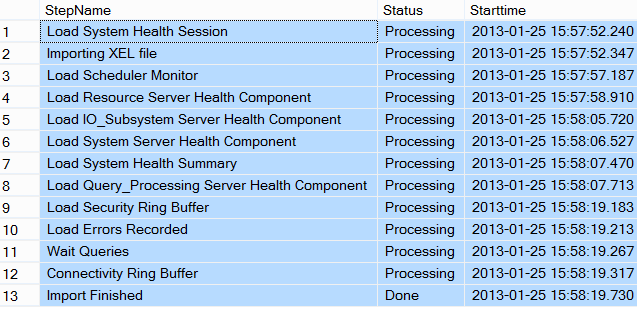 StepName Status Starttime
1 Load System Health Session Processing 2013-01-25 15:57:52.240
2 Importing XEL file Processing 2013-01-25 15:57:52.347
3 Load Scheduler Monitor Processing 2013-01-25 15:57:57.187
4 Load Resource Server Health Component Processing 2013-01-25 15:57:58.910
5 Load IO_Subsystem Server Health Component Processing 2013-01-25 15:58:05.720
6 Load System Server Health Component Processing 2013-01-25 15:58:06.527
7 Load System Health Summary Processing 2013-01-25 15:58:07.470
8 Load Query_Processing Server Health Component Processing 2013-01-25 15:58:07.713
9 Load Security Ring Buffer Processing 2013-01-25 15:58:19.183
10 Load Errors Recorded Processing 2013-01-25 15:58:19.213
11 Wait Queries Processing 2013-01-25 15:58:19.267
12 Connectivity Ring Buffer Processing 2013-01-25 15:58:19.317
13 Import Finished Done 2013-01-25 15:58:19.730